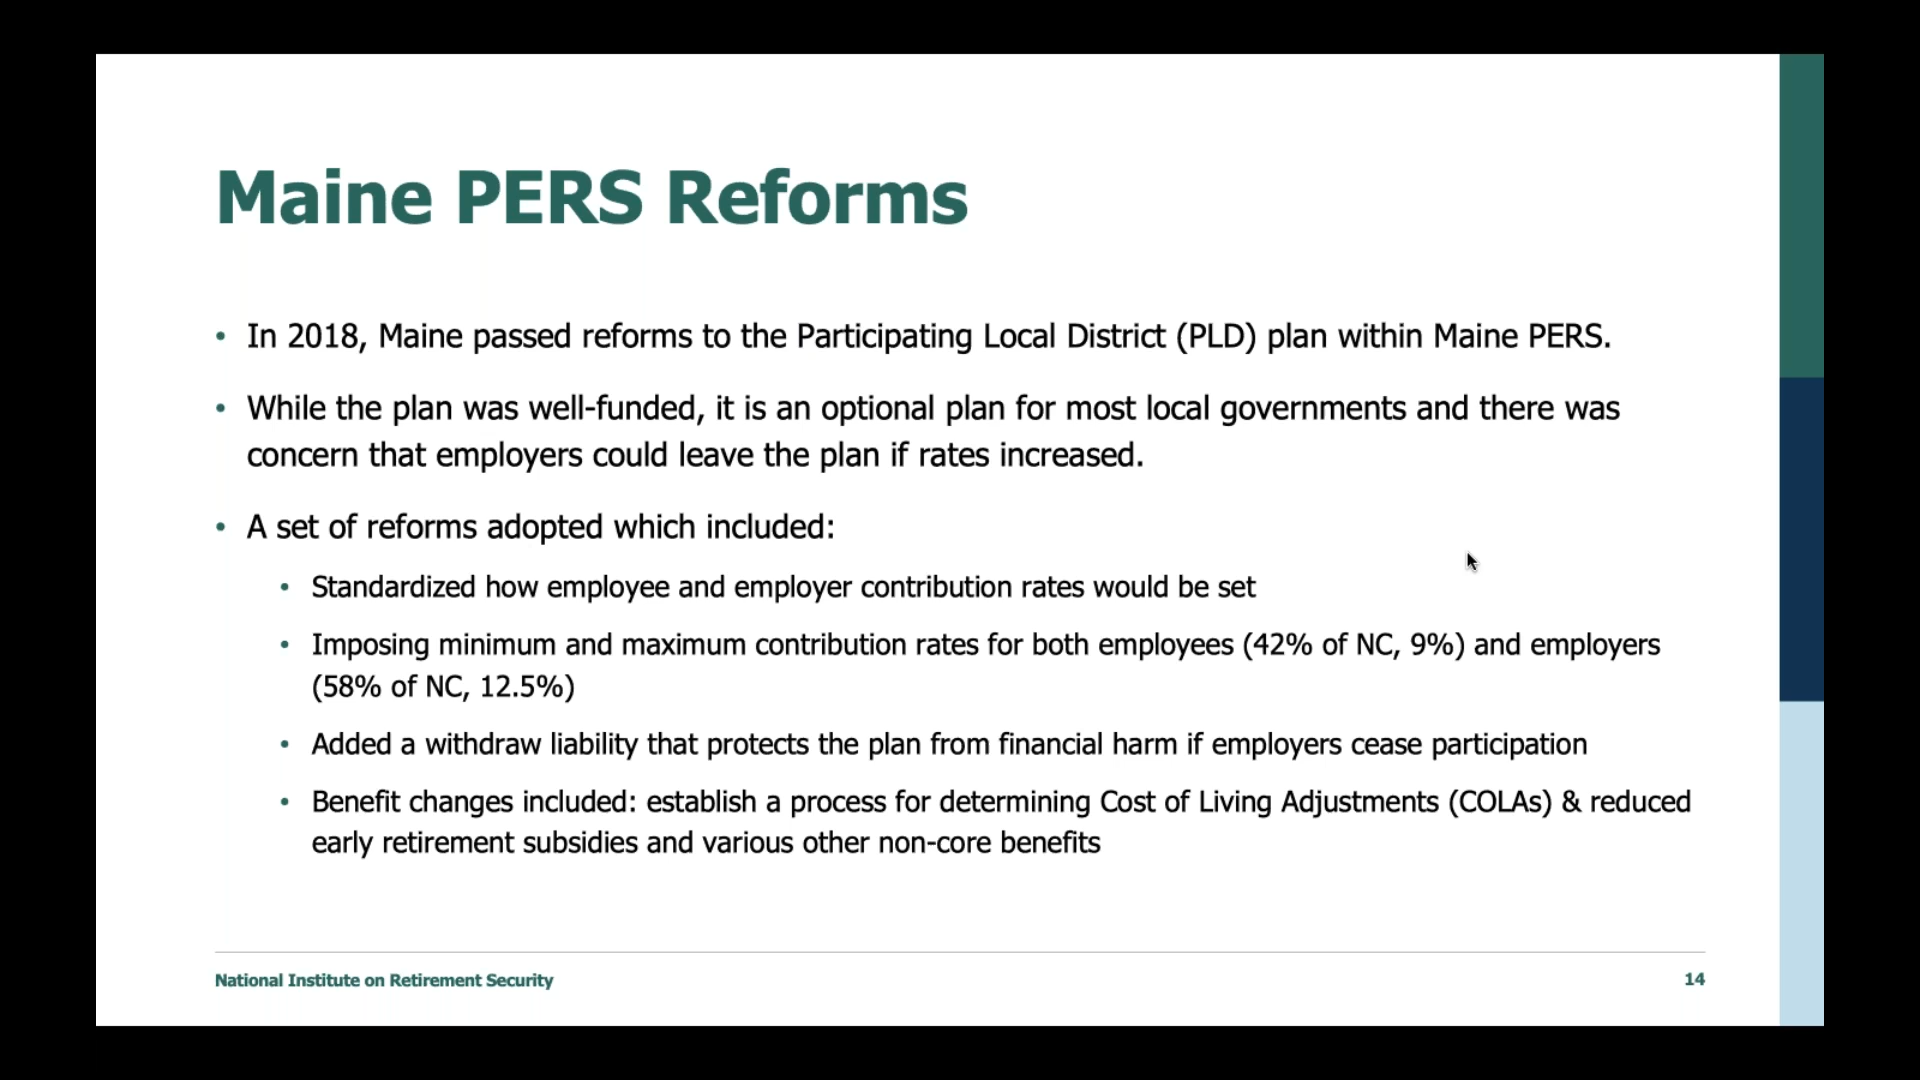 Maine PERS Reforms
• In 2018, Maine passed reforms to the Participating Local District (PLD) plan within Maine PERS.
• While the plan was well-funded, it is an optional plan for most local governments and there was
concern that employers could leave the plan if rates increased.
• A set of reforms adopted which included:
• Standardized how employee and employer contribution rates would be set
• Imposing minimum and maximum contribution rates for both employees (42% of NC, 9%) and employers
(58% of NC, 12.5%)
• Added a withdraw liability that protects the plan from financial harm if employers cease participation
• Benefit changes included: establish a process for determining Cost of Living Adjustments (COLAs) & reduced
early retirement subsidies and various other non-core benefits
National Institute on Retirement Security
14